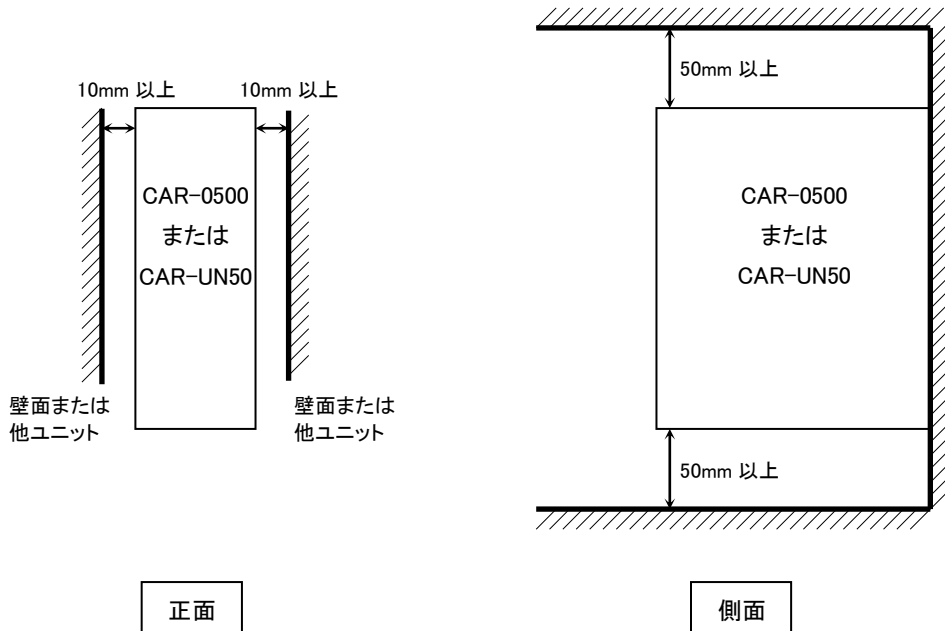 10mm 以上
10mm 以上
CAR-0500
または
CAR-UN50
壁面または
他ユニット
壁面または
他ユニット
正面
50mm 以上
CAR-0500
または
CAR-UN50
50mm 以上
側面